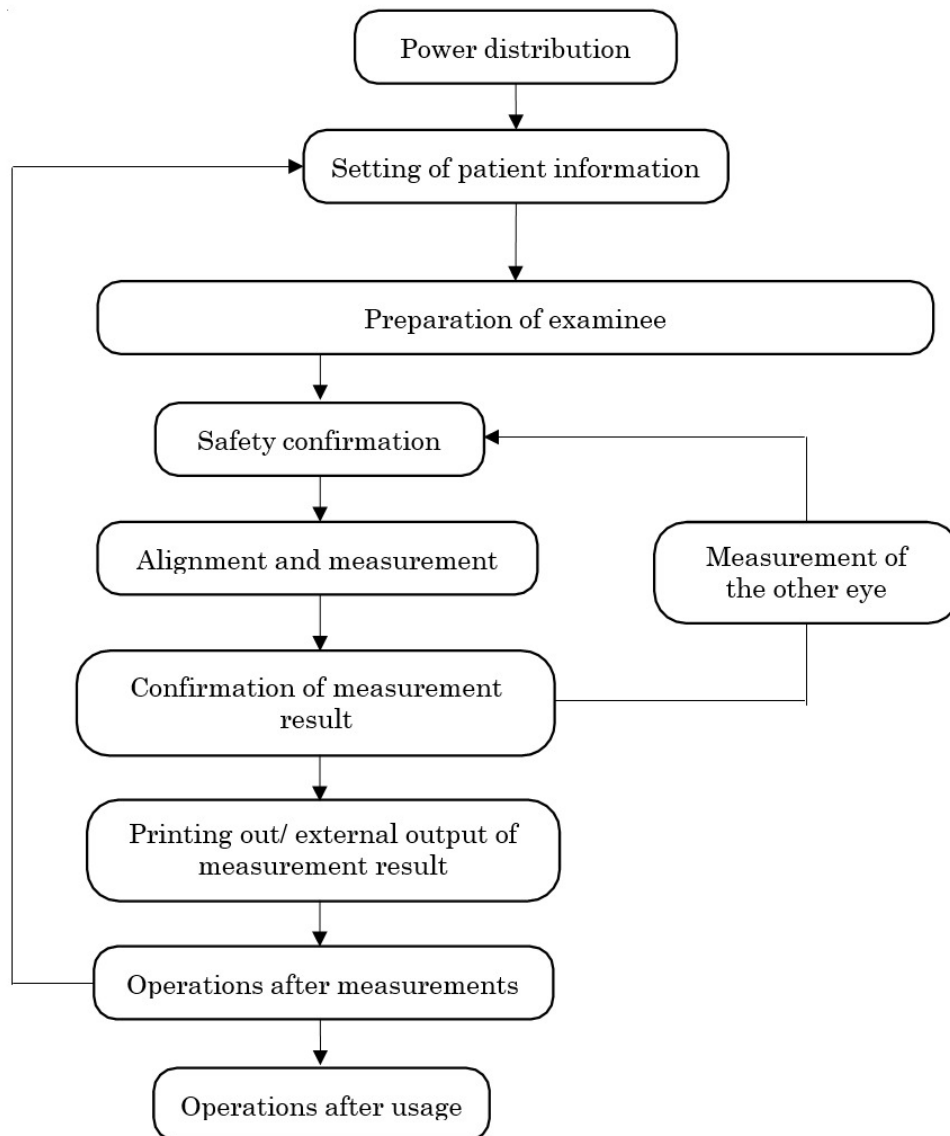 Power distribution
Setting of patient information
Preparation of examinee
Safety confirmation
Alignment and measurement
Measurement of
the other eye
Confirmation of measurement
result
Printing out/ external output of
measurement result
Operations after measurements
Operations after usage